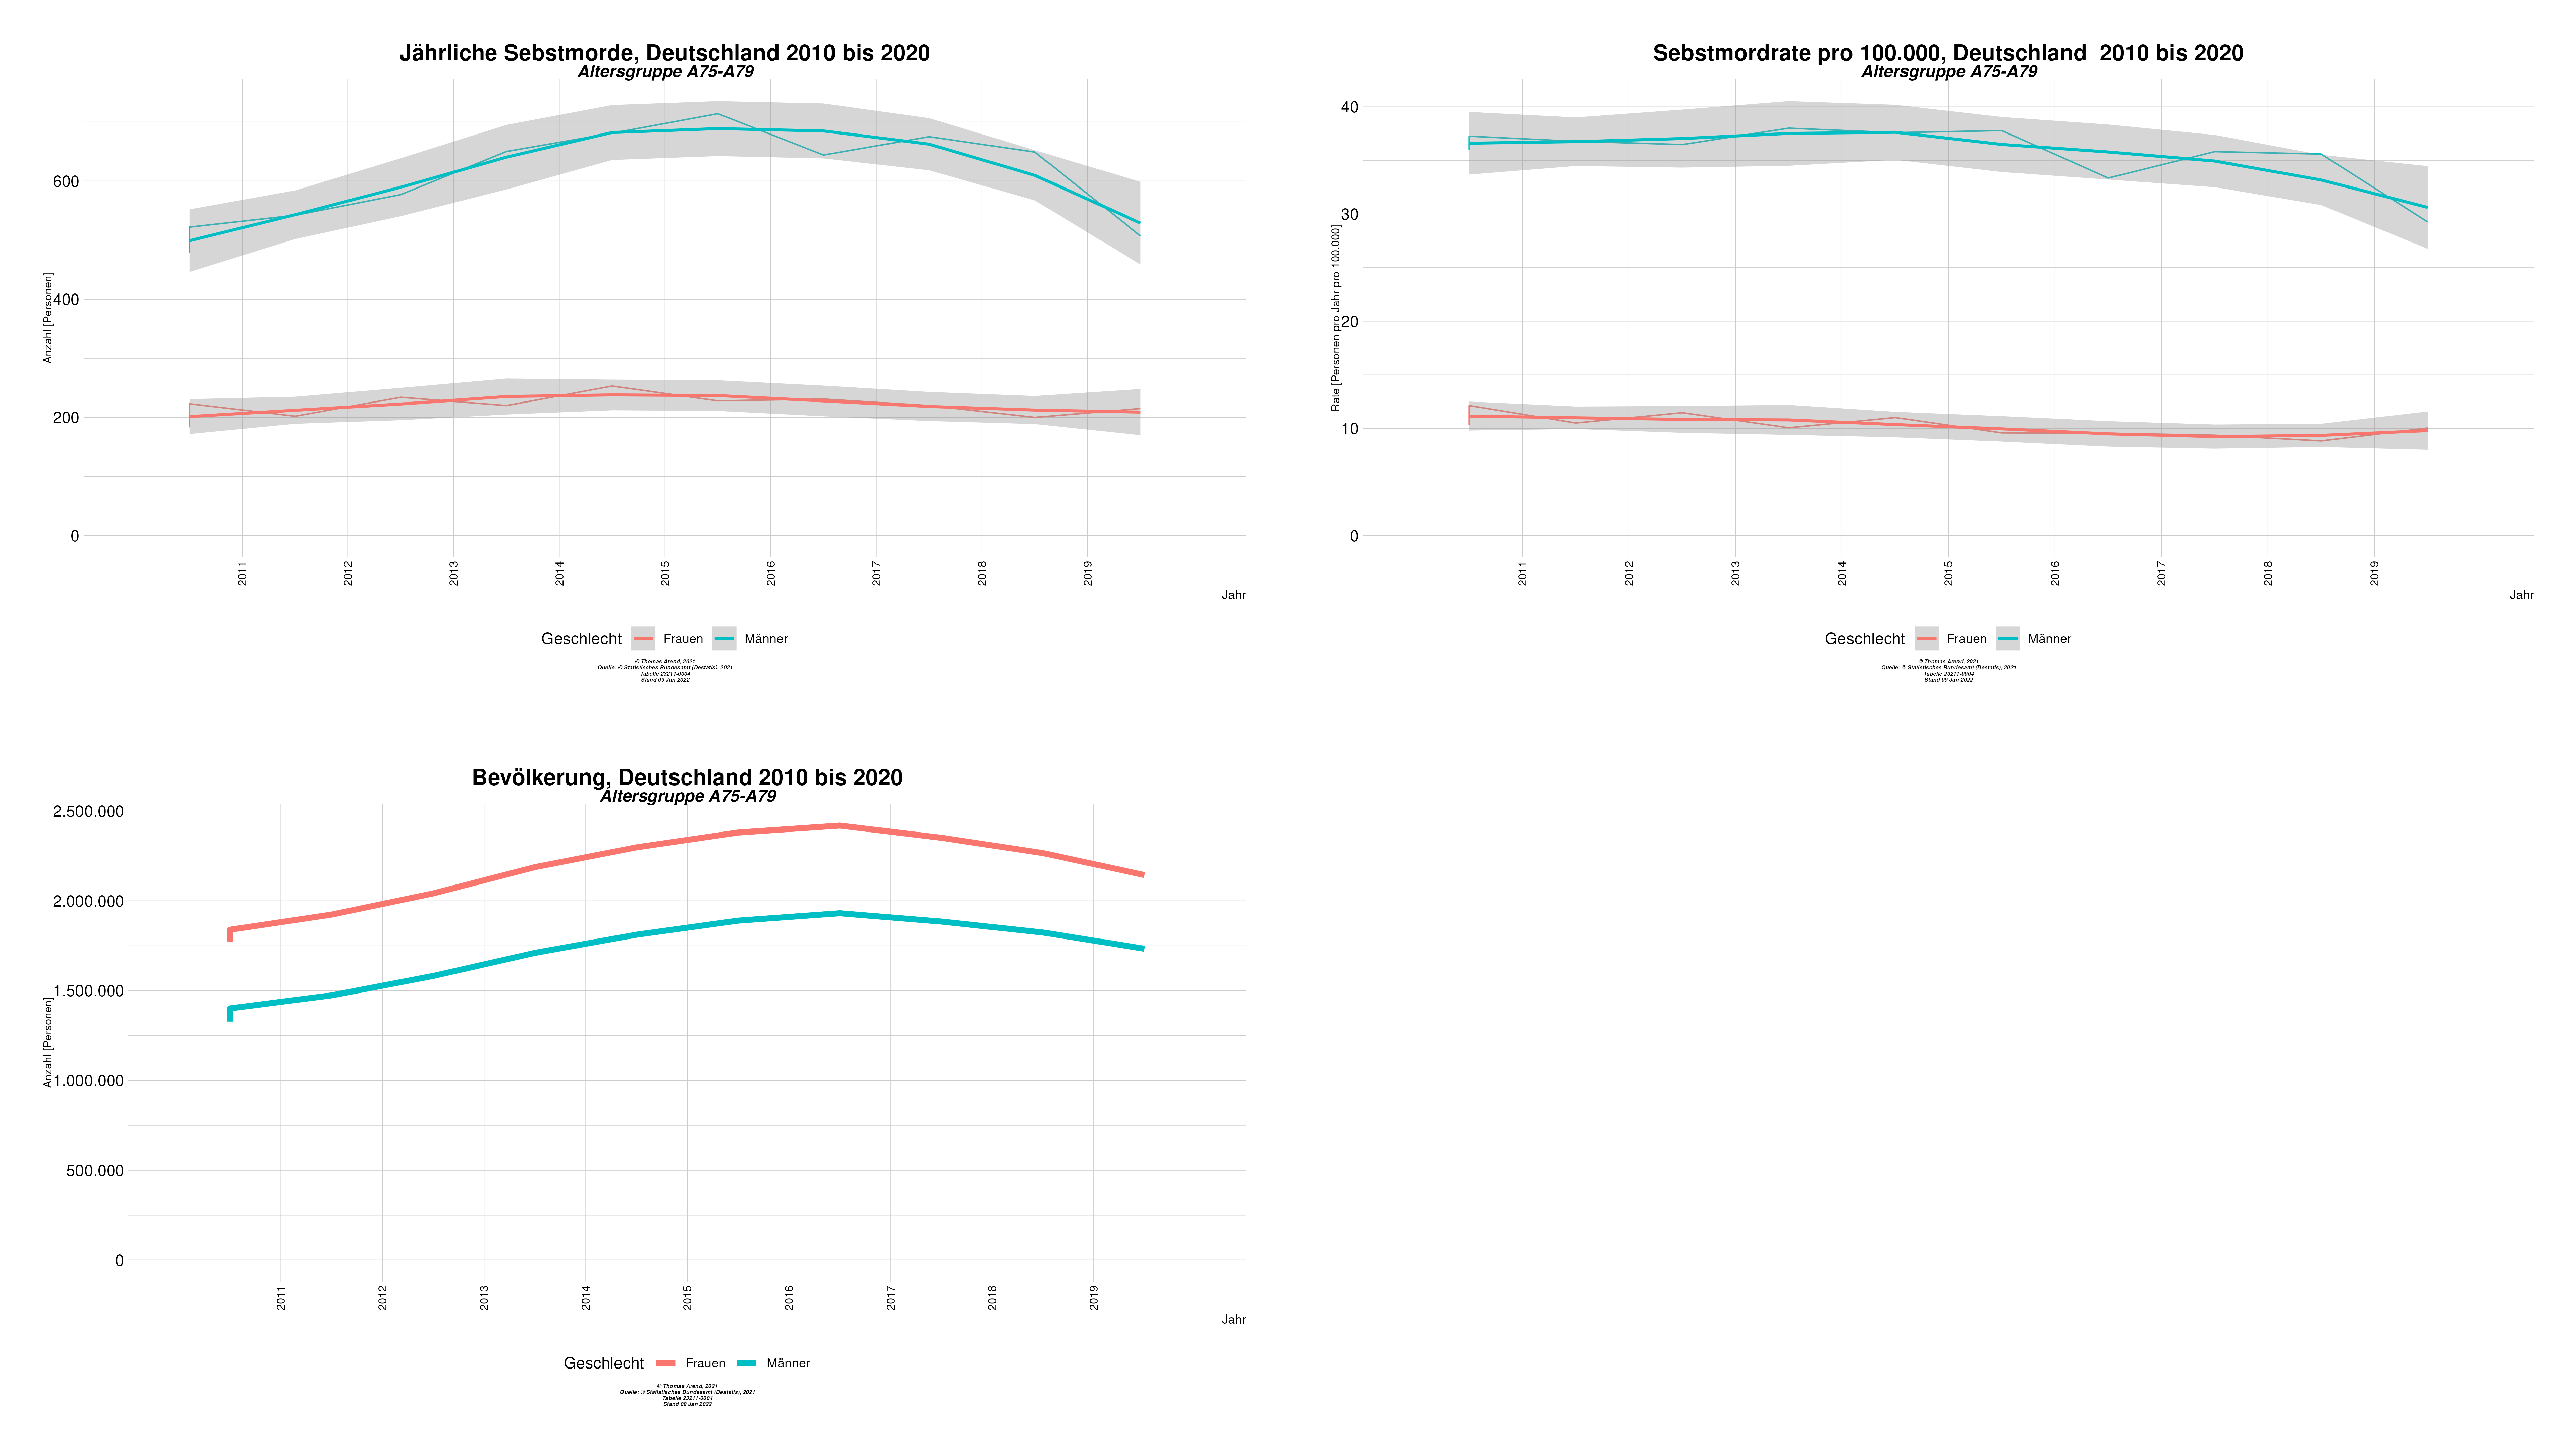 Jährliche Sebstmorde, Deutschland 2010 bis 2020
Altersgruppe A75-A79
Anzahl [Personen]
600
400
200
0
2011
2012
2013
2014
2015
2016
2017
2018
2019
Jahr
Geschlecht Frauen Männer
© Thomas Arend, 2021
Quelle: © Statistisches Bundesamt (Destatis), 2021
Tabelle 23211-0004
Stand 09 Jan 2022
Sebstmordrate pro 100.000, Deutschland  2010 bis 2020
Altersgruppe A75-A79
Rate [Personen pro Jahr pro 100.000]
40
30
20
10
0
2011
2012
2013
2014
2015
2016
2017
2018
2019
Jahr
Geschlecht Frauen Männer
© Thomas Arend, 2021
Quelle: © Statistisches Bundesamt (Destatis), 2021
Tabelle 23211-0004
Stand 09 Jan 2022
Bevölkerung, Deutschland 2010 bis 2020
Altersgruppe A75-A79
Anzahl [Personen]
2.500.000
2.000.000
1.500.000
1.000.000
500.000
0
2011
2012
2013
2014
2015
2016
2017
2018
2019
Jahr
Geschlecht Frauen Männer
© Thomas Arend, 2021
Quelle: © Statistisches Bundesamt (Destatis), 2021
Tabelle 23211-0004
Stand 09 Jan 2022